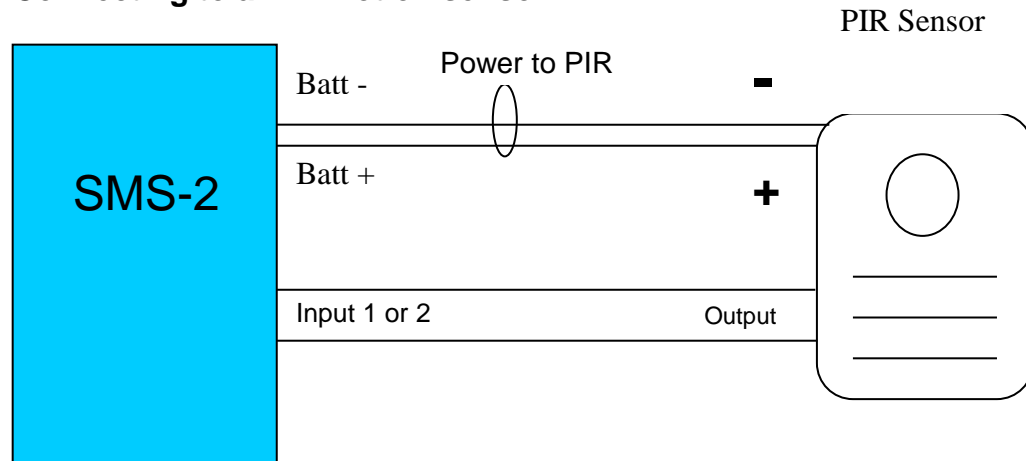 PIR Sensor
Batt -
Power to PIR
-
Batt +
+
SMS-2
Input 1 or 2
Output